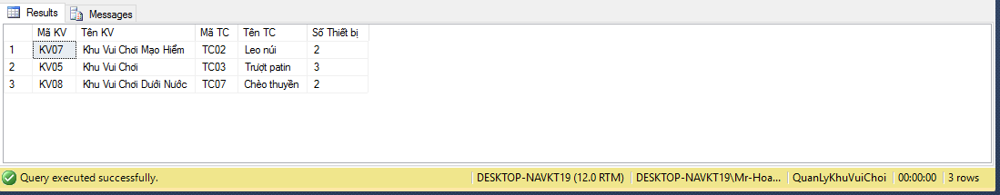 Results Messages
Mã KV Tên KV Mã TC Tên TC Số Thiết bị
1 KV07 Khu Vui Chơi Mạo Hiểm TC02 Leo núi 2
2 KV05 Khu Vui Chơi TC03 Trượt patin 3
3 KV08 Khu Vui Chơi Dưới Nước TC07 Chèo thuyền 2
Query executed successfully. DESKTOP-NAVKT19 (12.0 RTM) DESKTOP-NAVKT19\Mr-Hoa... QuanLyKhuVuiChoi 00:00:00 3 rows